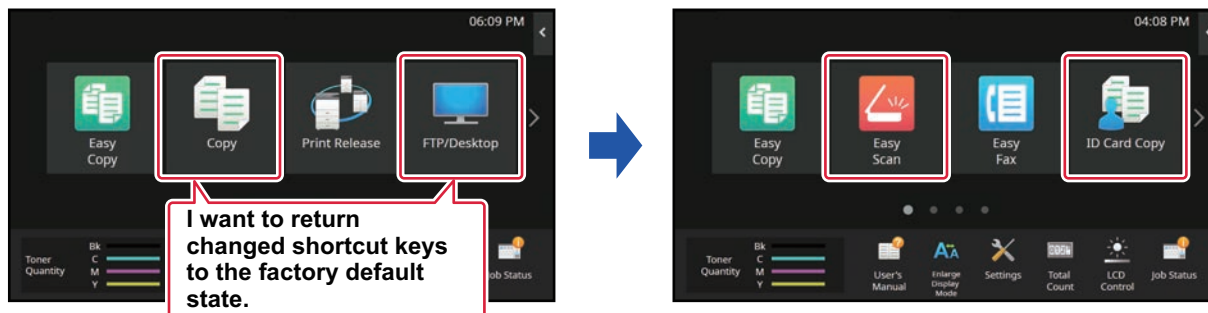 06:09 PM
Easy
Copy
Copy
Print Release
FTP/Desktop
I want to return
changed shortcut keys
to the factory default
state.
Toner
Quantity
Bk
C
M
Y
Job Status
04:08 PM
Easy
Copy
Easy
Scan
Easy
Fax
ID Card Copy
Toner
Quantity
Bk
C
M
Y
User's
Manual
Enlarge
Display
Mode
Settings
Total
Count
LCD
Control
Job Status